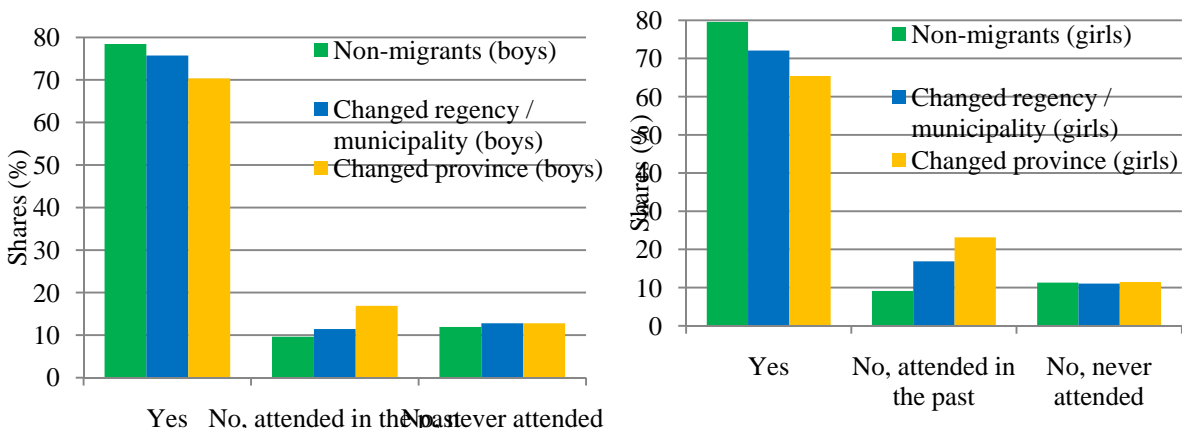 80
70
60
50
40
30
20
10
0
Shares (%)
Non-migrants (boys)
Changed regency /
municipality (boys)
Changed province (boys)
Yes
No, attended in the past
No, never attended
80
70
60
50
40
30
20
10
0
Shares (%)
Non-migrants (girls)
Changed regency /
municipality (girls)
Changed province (girls)
Yes
No, attended in
the past
No, never
attended